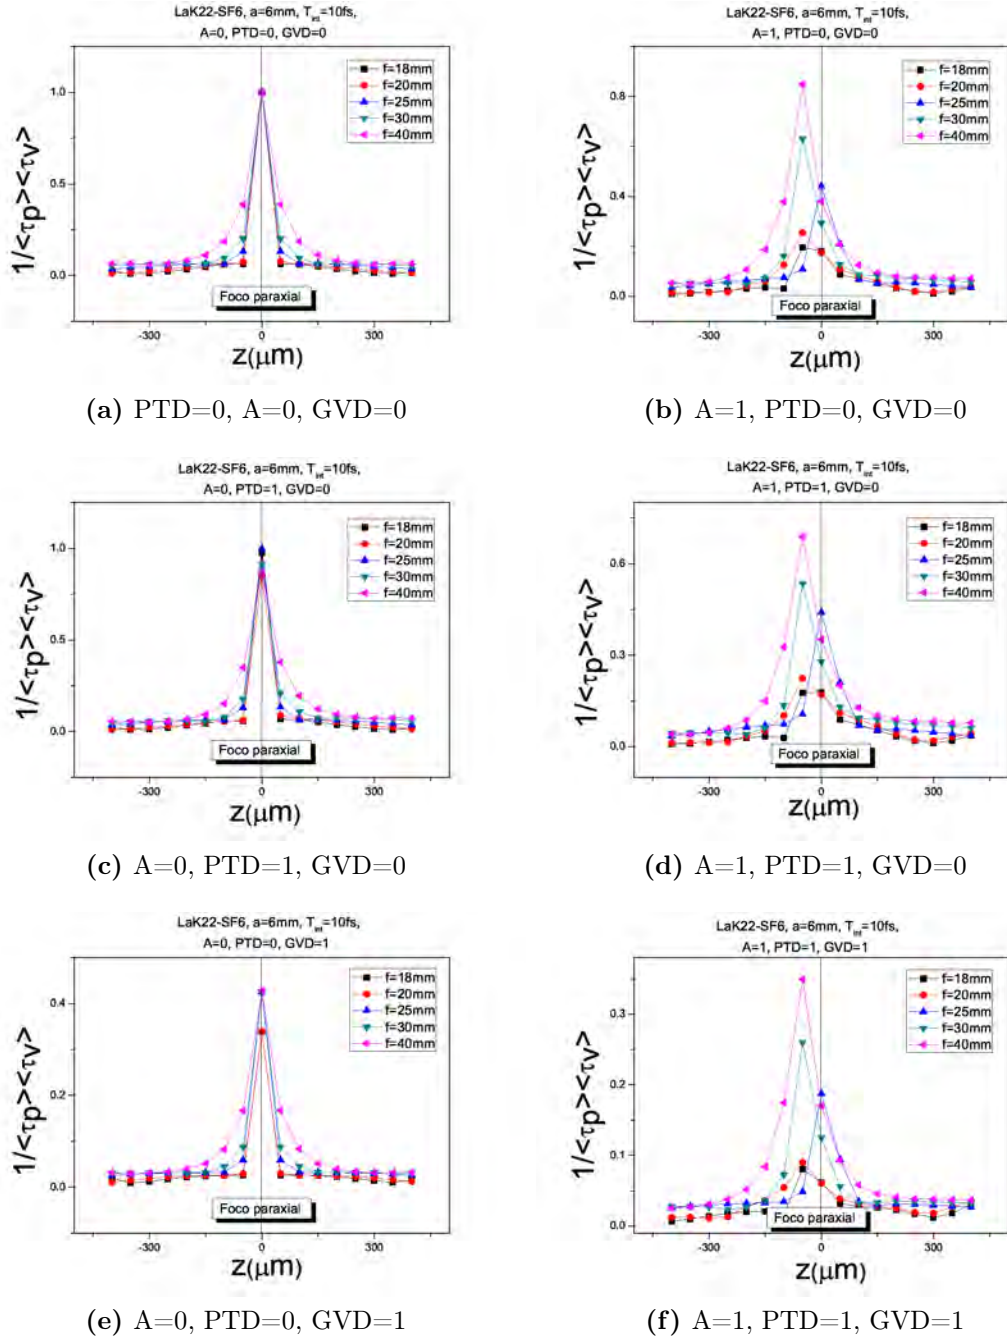 LaK22-SF6, a=6mm, T_int=10fs,
A=0, PTD=0, GVD=0
f=18mm
f=20mm
f=25mm
f=30mm
f=40mm
1.0
0.5
0.0
1/<τp><τv>
Foco paraxial
-300 0 300
z(μm)
(a) PTD=0, A=0, GVD=0
LaK22-SF6, a=6mm, T_int=10fs,
A=1, PTD=0, GVD=0
f=18mm
f=20mm
f=25mm
f=30mm
f=40mm
0.8
0.4
0.0
1/<τp><τv>
Foco paraxial
-300 0 300
z(μm)
(b) A=1, PTD=0, GVD=0
LaK22-SF6, a=6mm, T_int=10fs,
A=0, PTD=1, GVD=0
f=18mm
f=20mm
f=25mm
f=30mm
f=40mm
1.0
0.5
0.0
1/<τp><τv>
Foco paraxial
-300 0 300
z(μm)
(c) A=0, PTD=1, GVD=0
LaK22-SF6, a=6mm, T_int=10fs,
A=1, PTD=1, GVD=0
f=18mm
f=20mm
f=25mm
f=30mm
f=40mm
0.6
0.3
0.0
1/<τp><τv>
Foco paraxial
-300 0 300
z(μm)
(d) A=1, PTD=1, GVD=0
LaK22-SF6, a=6mm, T_int=10fs,
A=0, PTD=0, GVD=1
f=18mm
f=20mm
f=25mm
f=30mm
f=40mm
0.4
0.2
0.0
1/<τp><τv>
Foco paraxial
-300 0 300
z(μm)
(e) A=0, PTD=0, GVD=1
LaK22-SF6, a=6mm, T_int=10fs,
A=1, PTD=1, GVD=1
f=18mm
f=20mm
f=25mm
f=30mm
f=40mm
0.3
0.2
0.1
0.0
1/<τp><τv>
Foco paraxial
-300 0 300
z(μm)
(f) A=1, PTD=1, GVD=1